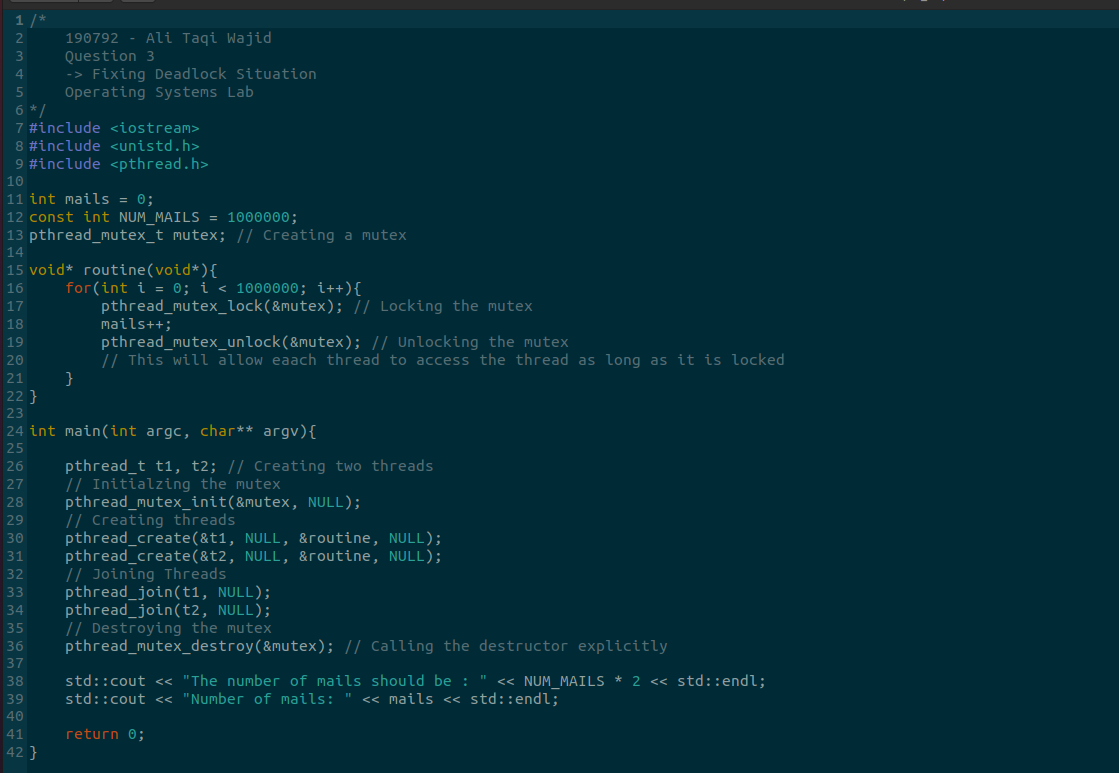 1 /*
2 190792 - Ali Taqi Wajid
3 Question 3
4 -> Fixing Deadlock Situation
5 Operating Systems Lab
6 */
7 #include <iostream>
8 #include <unistd.h>
9 #include <pthread.h>
10
11 int mails = 0;
12 const int NUM_MAILS = 1000000;
13 pthread_mutex_t mutex; // Creating a mutex
14
15 void* routine(void*){
16 for(int i = 0; i < 1000000; i++){
17 pthread_mutex_lock(&mutex); // Locking the mutex
18 mails++;
19 pthread_mutex_unlock(&mutex); // Unlocking the mutex
20 // This will allow eaach thread to access the thread as long as it is locked
21 }
22 }
23
24 int main(int argc, char** argv){
25
26 pthread_t t1, t2; // Creating two threads
27 // Initialzing the mutex
28 pthread_mutex_init(&mutex, NULL);
29 // Creating threads
30 pthread_create(&t1, NULL, &routine, NULL);
31 pthread_create(&t2, NULL, &routine, NULL);
32 // Joining Threads
33 pthread_join(t1, NULL);
34 pthread_join(t2, NULL);
35 // Destroying the mutex
36 pthread_mutex_destroy(&mutex); // Calling the destructor explicitly
37
38 std::cout << "The number of mails should be : " << NUM_MAILS * 2 << std::endl;
39 std::cout << "Number of mails: " << mails << std::endl;
40
41 return 0;
42 }